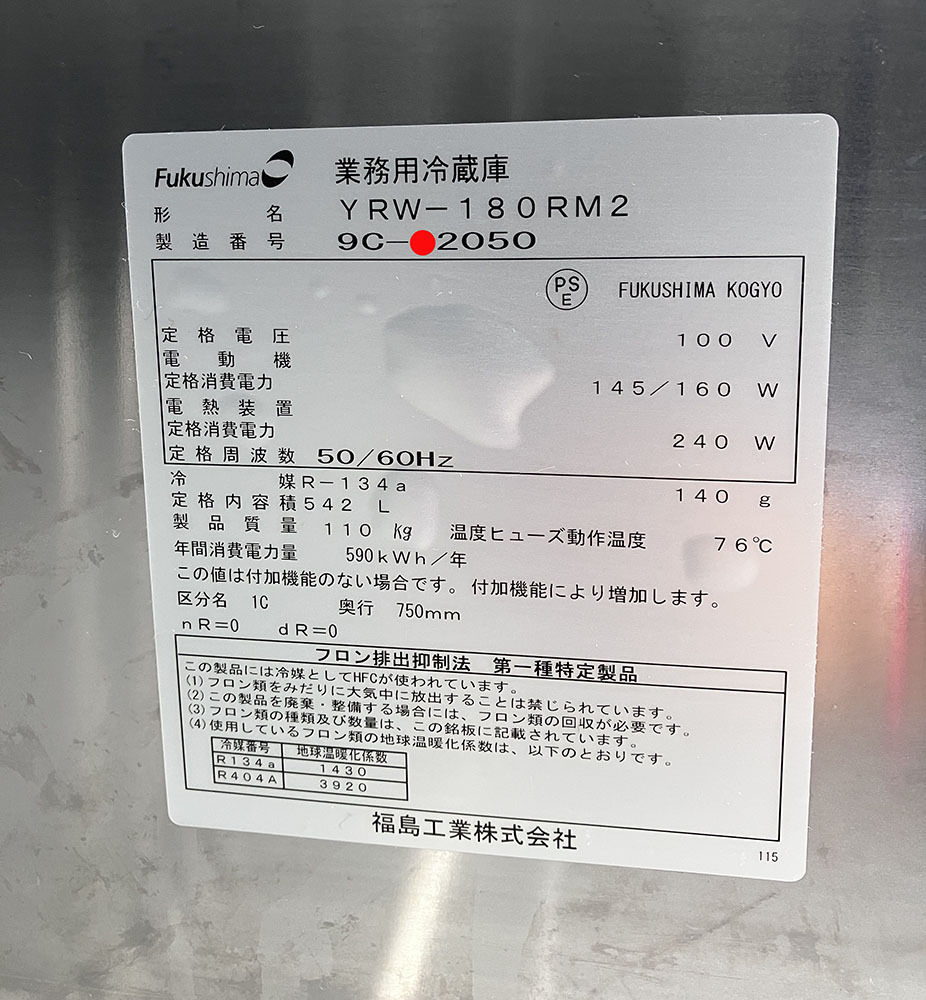 Fukushima 業務用冷蔵庫
形名 YRW-180RM2
製造番号 9C-2050
PSE FUKUSHIMA KOGYO
定格電圧 100 V
電動機
定格消費電力 145/160 W
電熱装置
定格消費電力 240 W
定格周波数 50/60Hz
冷媒 R-134a 140 g
定格内容積 542 L
製品質量 110 Kg 温度ヒューズ動作温度 76℃
年間消費電力量 590kWh/年
この値は付加機能のない場合です。付加機能により増加します。
区分名 1C 奥行 750mm
nR=0 dR=0
フロン排出抑制法 第一種特定製品
この製品には冷媒としてHFCが使われています。
(1)フロン類をみだりに大気中に放出することは禁じられています。
(2)この製品を廃棄・整備する場合には、フロン類の回収が必要です。
(3)フロン類の種類及び数量は、この銘板に記載されています。
(4)使用しているフロン類の地球温暖化係数は、以下のとおりです。
冷媒番号 地球温暖化係数
R134a 1430
R404A 3920
福島工業株式会社
115